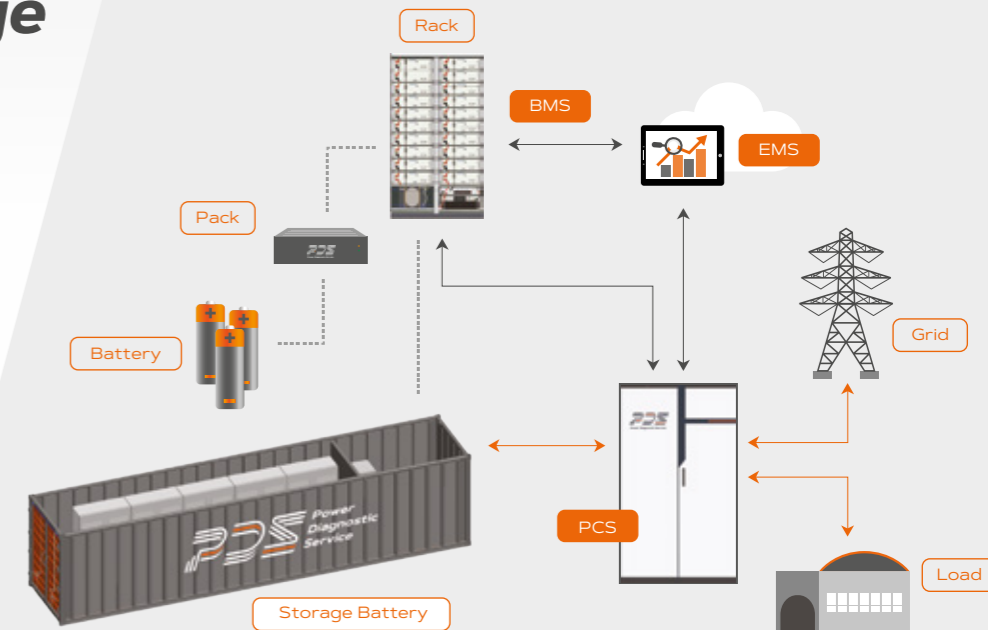 ge
Rack
BMS
EMS
Pack
PDS
Grid
Battery
PDS
PDS
Power
Diagnostic
Service
PCS
Load
Storage Battery